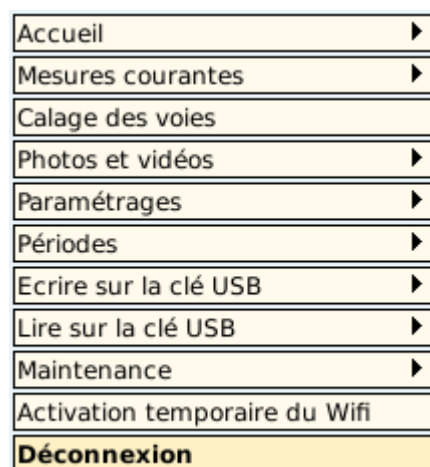 Accueil
Mesures courantes
Calage des voies
Photos et vidéos
Paramétrages
Périodes
Ecrire sur la clé USB
Lire sur la clé USB
Maintenance
Activation temporaire du Wifi
Déconnexion